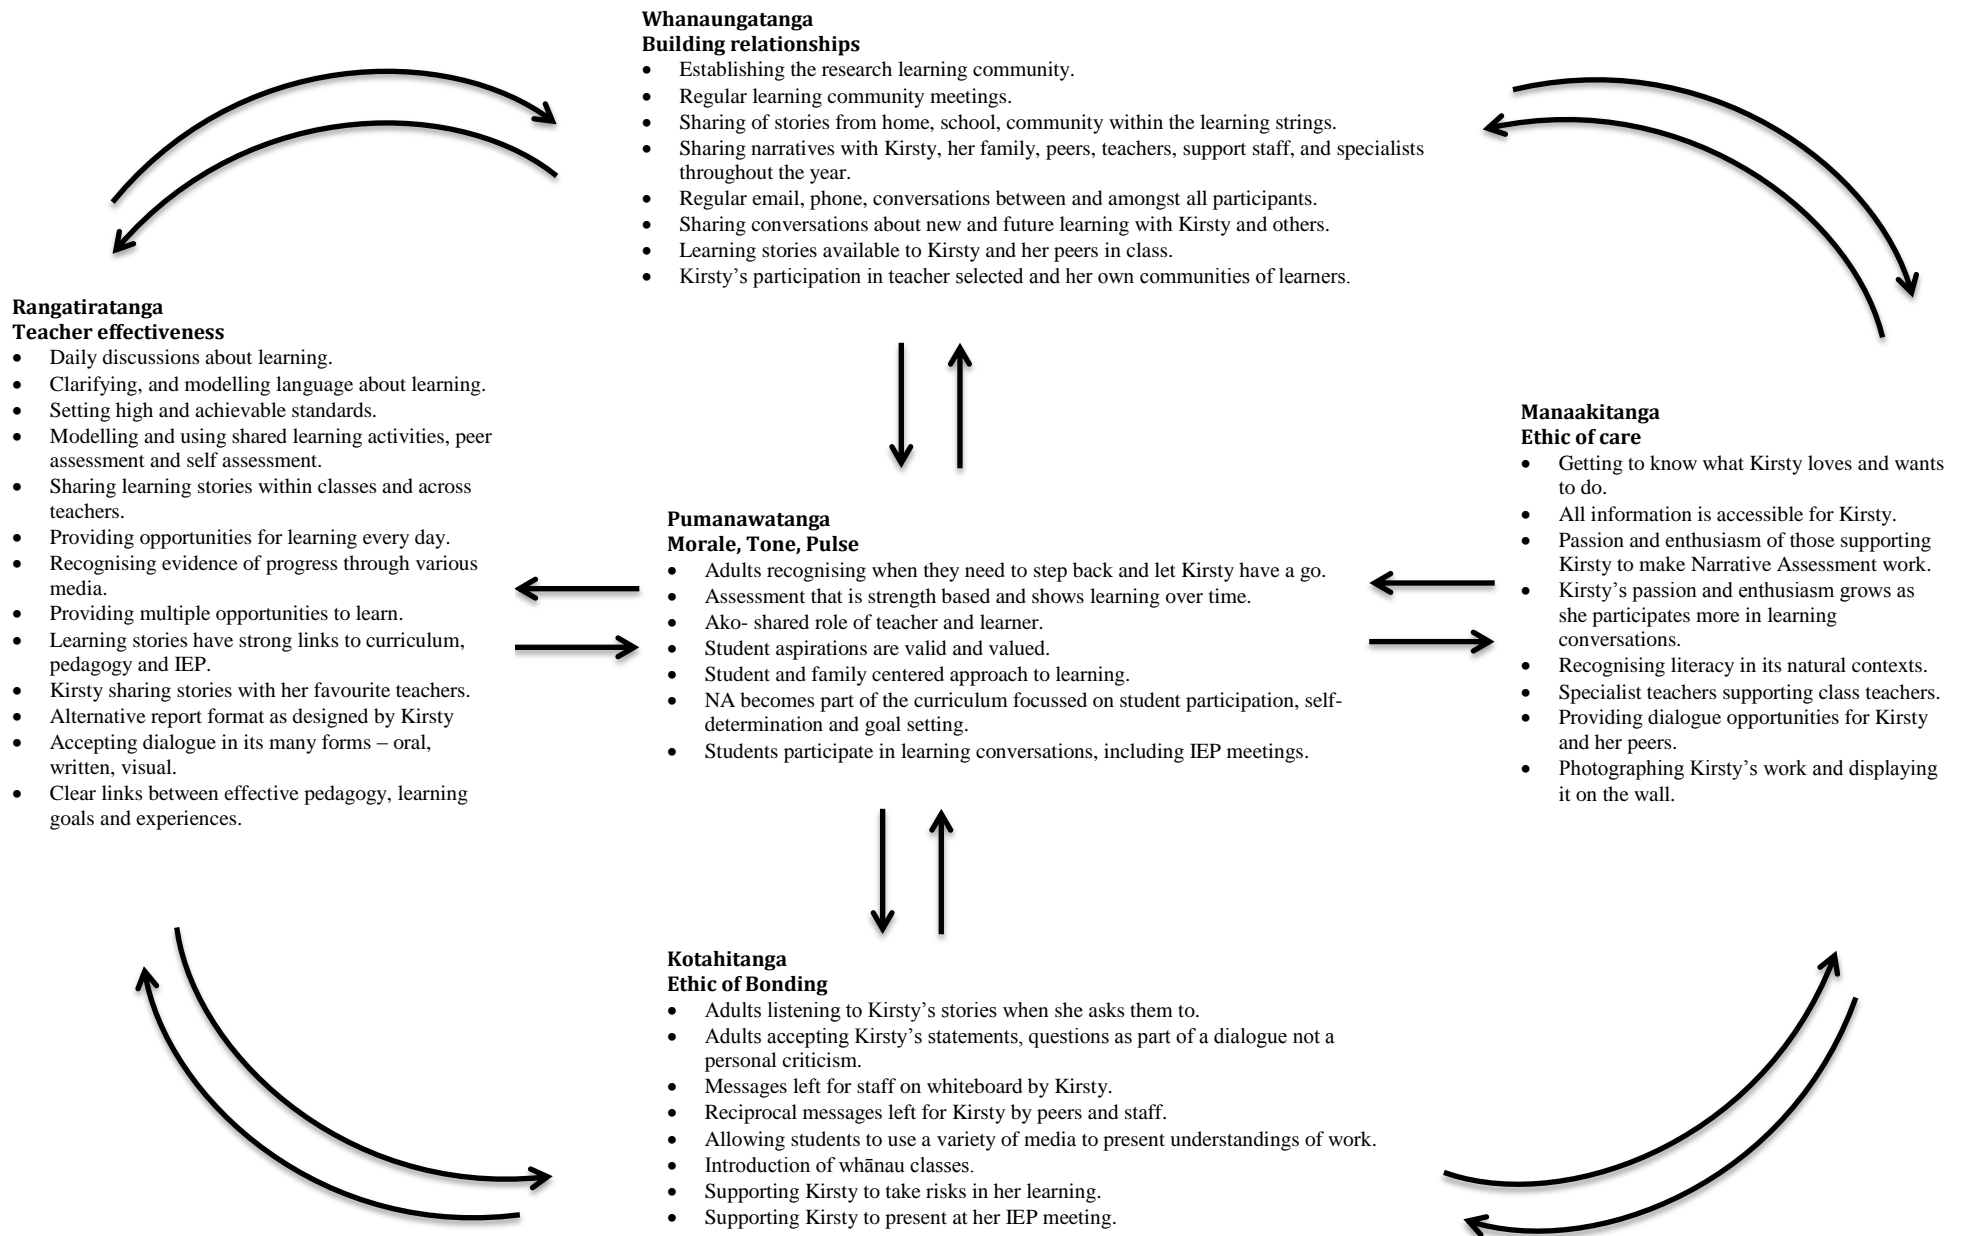 Whanaungatanga
Building relationships
• Establishing the research learning community.
• Regular learning community meetings.
• Sharing of stories from home, school, community within the learning strings.
• Sharing narratives with Kirsty, her family, peers, teachers, support staff, and specialists
throughout the year.
• Regular email, phone, conversations between and amongst all participants.
• Sharing conversations about new and future learning with Kirsty and others.
• Learning stories available to Kirsty and her peers in class.
• Kirsty’s participation in teacher selected and her own communities of learners.
Rangatiratanga
Teacher effectiveness
• Daily discussions about learning.
• Clarifying, and modelling language about learning.
• Setting high and achievable standards.
• Modelling and using shared learning activities, peer
assessment and self assessment.
• Sharing learning stories within classes and across
teachers.
• Providing opportunities for learning every day.
• Recognising evidence of progress through various
media.
• Providing multiple opportunities to learn.
• Learning stories have strong links to curriculum,
pedagogy and IEP.
• Kirsty sharing stories with her favourite teachers.
• Alternative report format as designed by Kirsty
• Accepting dialogue in its many forms – oral,
written, visual.
• Clear links between effective pedagogy, learning
goals and experiences.
Pumanawatanga
Morale, Tone, Pulse
• Adults recognising when they need to step back and let Kirsty have a go.
• Assessment that is strength based and shows learning over time.
• Ako- shared role of teacher and learner.
• Student aspirations are valid and valued.
• Student and family centered approach to learning.
• NA becomes part of the curriculum focussed on student participation, self-
determination and goal setting.
• Students participate in learning conversations, including IEP meetings.
Manaakitanga
Ethic of care
• Getting to know what Kirsty loves and wants
to do.
• All information is accessible for Kirsty.
• Passion and enthusiasm of those supporting
Kirsty to make Narrative Assessment work.
• Kirsty’s passion and enthusiasm grows as
she participates more in learning
conversations.
• Recognising literacy in its natural contexts.
• Specialist teachers supporting class teachers.
• Providing dialogue opportunities for Kirsty
and her peers.
• Photographing Kirsty’s work and displaying
it on the wall.
Kotahitanga
Ethic of Bonding
• Adults listening to Kirsty’s stories when she asks them to.
• Adults accepting Kirsty’s statements, questions as part of a dialogue not a
personal criticism.
• Messages left for staff on whiteboard by Kirsty.
• Reciprocal messages left for Kirsty by peers and staff.
• Allowing students to use a variety of media to present understandings of work.
• Introduction of whānau classes.
• Supporting Kirsty to take risks in her learning.
• Supporting Kirsty to present at her IEP meeting.